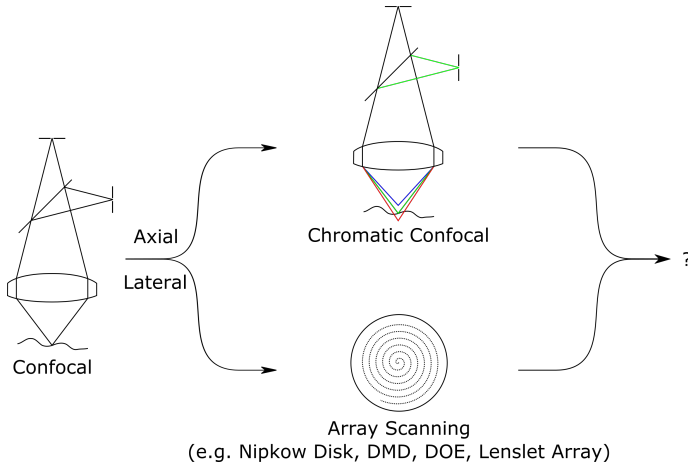 Axial
Lateral
Confocal
Chromatic Confocal
Array Scanning
(e.g. Nipkow Disk, DMD, DOE, Lenslet Array)
?